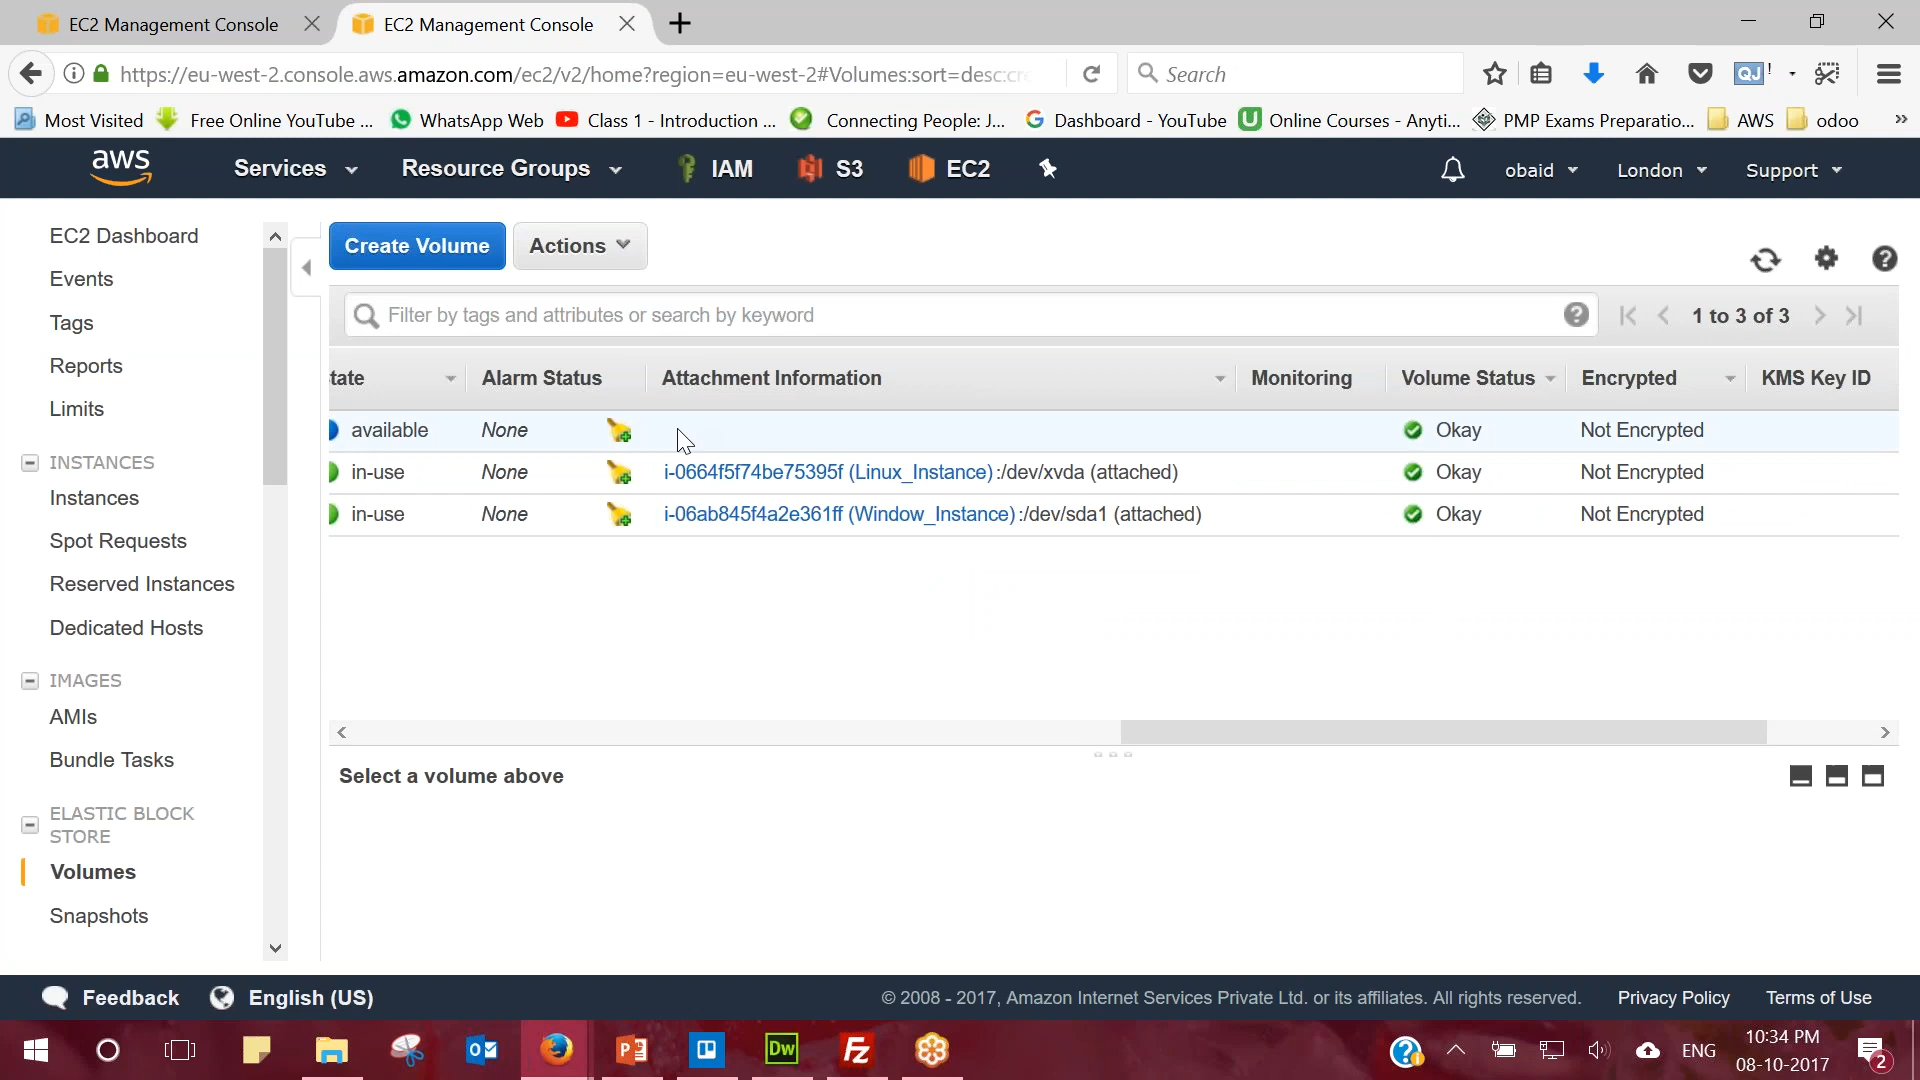 EC2 Management Console
EC2 Management Console
https://eu-west-2.console.aws.amazon.com/ec2/v2/home?region=eu-west-2#Volumes:sort=desc:cre
Search
QJ !
Most Visited
Free Online YouTube ...
WhatsApp Web
Class 1 - Introduction ...
Connecting People: J...
Dashboard - YouTube
Online Courses - Anyti...
PMP Exams Preparatio...
AWS
odoo
aws
Services
Resource Groups
IAM
S3
EC2
obaid
London
Support
EC2 Dashboard
Events
Tags
Reports
Limits
INSTANCES
Instances
Spot Requests
Reserved Instances
Dedicated Hosts
IMAGES
AMIs
Bundle Tasks
ELASTIC BLOCK
STORE
Volumes
Snapshots
Create Volume
Actions
Filter by tags and attributes or search by keyword
1 to 3 of 3
tate Alarm Status Attachment Information Monitoring Volume Status Encrypted KMS Key ID
available None Okay Not Encrypted
in-use None i-0664f5f74be75395f (Linux_Instance):/dev/xvda (attached) Okay Not Encrypted
in-use None i-06ab845f4a2e361ff (Window_Instance):/dev/sda1 (attached) Okay Not Encrypted
Select a volume above
Feedback
English (US)
© 2008 - 2017, Amazon Internet Services Private Ltd. or its affiliates. All rights reserved.
Privacy Policy
Terms of Use
Dw
Fz
ENG
10:34 PM
08-10-2017
2